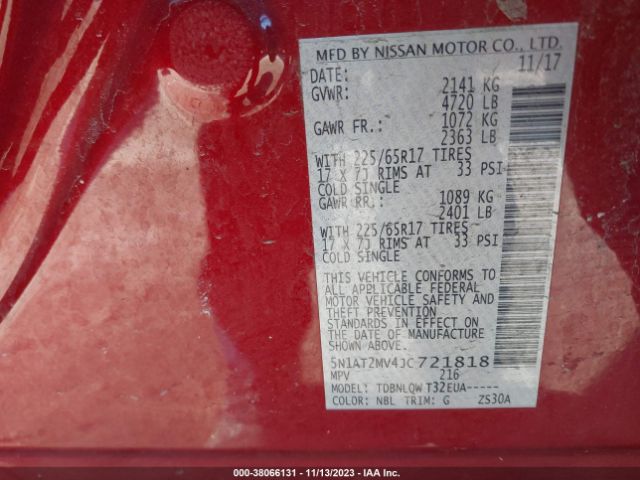 MFD BY NISSAN MOTOR CO., LTD.
DATE: 11/17
GVWR: 2141 KG
4720 LB
GAWR FR.: 1072 KG
2363 LB
WITH 225/65R17 TIRES
17 X 7J RIMS AT 33 PSI
COLD SINGLE
GAWR RR.: 1089 KG
2401 LB
WITH 225/65R17 TIRES
17 X 7J RIMS AT 33 PSI
COLD SINGLE
THIS VEHICLE CONFORMS TO
ALL APPLICABLE FEDERAL
MOTOR VEHICLE SAFETY AND
THEFT PREVENTION
STANDARDS IN EFFECT ON
DATE OF MANUFACTURE
5N1AT2MV4JC721818
MPV 216
MODEL: TDBNLQW T32EUA-----
COLOR: NBL TRIM: G ZS30A
000-38066131 - 11/13/2023 - IAA Inc.